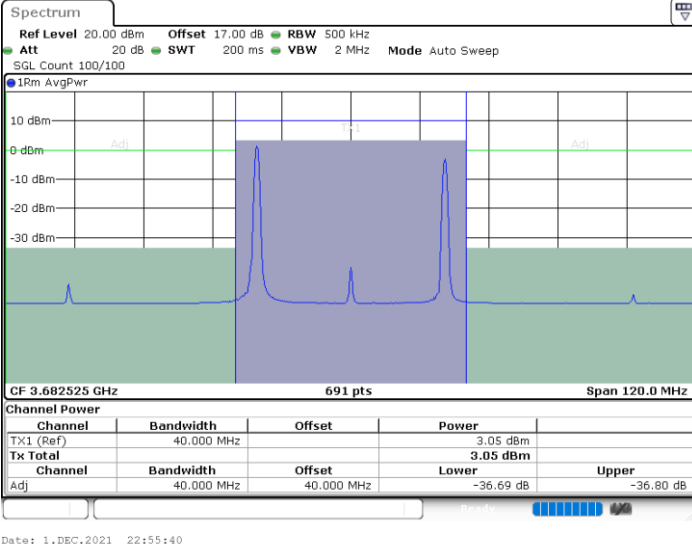 Spectrum
Ref Level 20.00 dBm Offset 17.00 dB RBW 500 kHz
Att 20 dB SWT 200 ms VBW 2 MHz Mode Auto Sweep
SGL Count 100/100
1Rm AvgPwr
10 dBm
TX1
Adj
Adj
0 dBm
-10 dBm
-20 dBm
-30 dBm
CF 3.682525 GHz 691 pts Span 120.0 MHz
Channel Power
Channel Bandwidth Offset Power
TX1 (Ref) 40.000 MHz 3.05 dBm
Tx Total 3.05 dBm
Channel Bandwidth Offset Lower Upper
Adj 40.000 MHz 40.000 MHz -36.69 dB -36.80 dB
Ready
Date: 1.DEC.2021 22:55:40